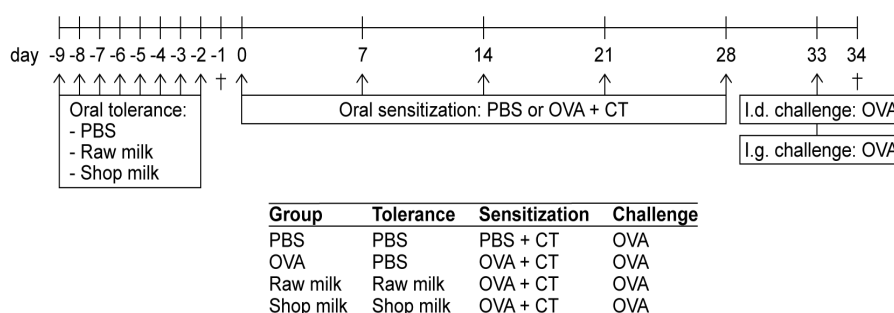 day -9 -8 -7 -6 -5 -4 -3 -2 -1 0 7 14 21 28 33 34
Oral tolerance:
- PBS
- Raw milk
- Shop milk
Oral sensitization: PBS or OVA + CT
I.d. challenge: OVA
I.g. challenge: OVA
Group Tolerance Sensitization Challenge
PBS PBS PBS + CT OVA
OVA PBS OVA + CT OVA
Raw milk Raw milk OVA + CT OVA
Shop milk Shop milk OVA + CT OVA